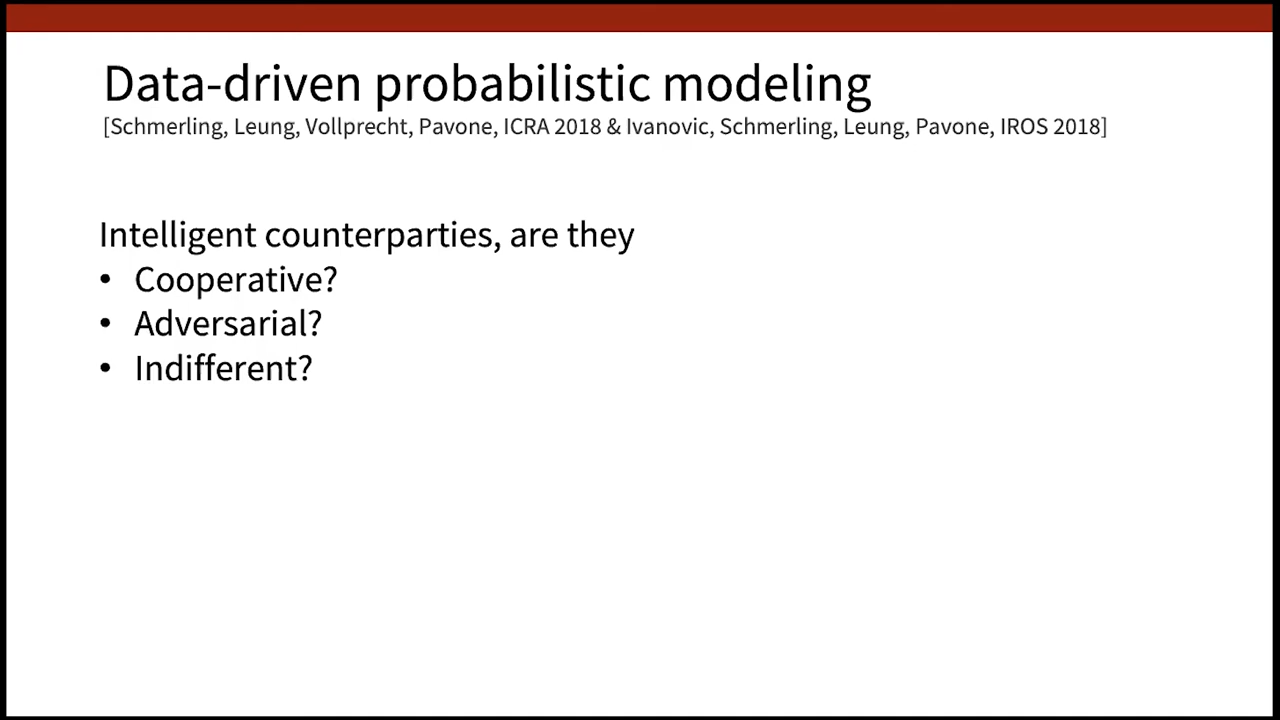 Data-driven probabilistic modeling
[Schmerling, Leung, Vollprecht, Pavone, ICRA 2018 & Ivanovic, Schmerling, Leung, Pavone, IROS 2018]
Intelligent counterparties, are they
• Cooperative?
• Adversarial?
• Indifferent?